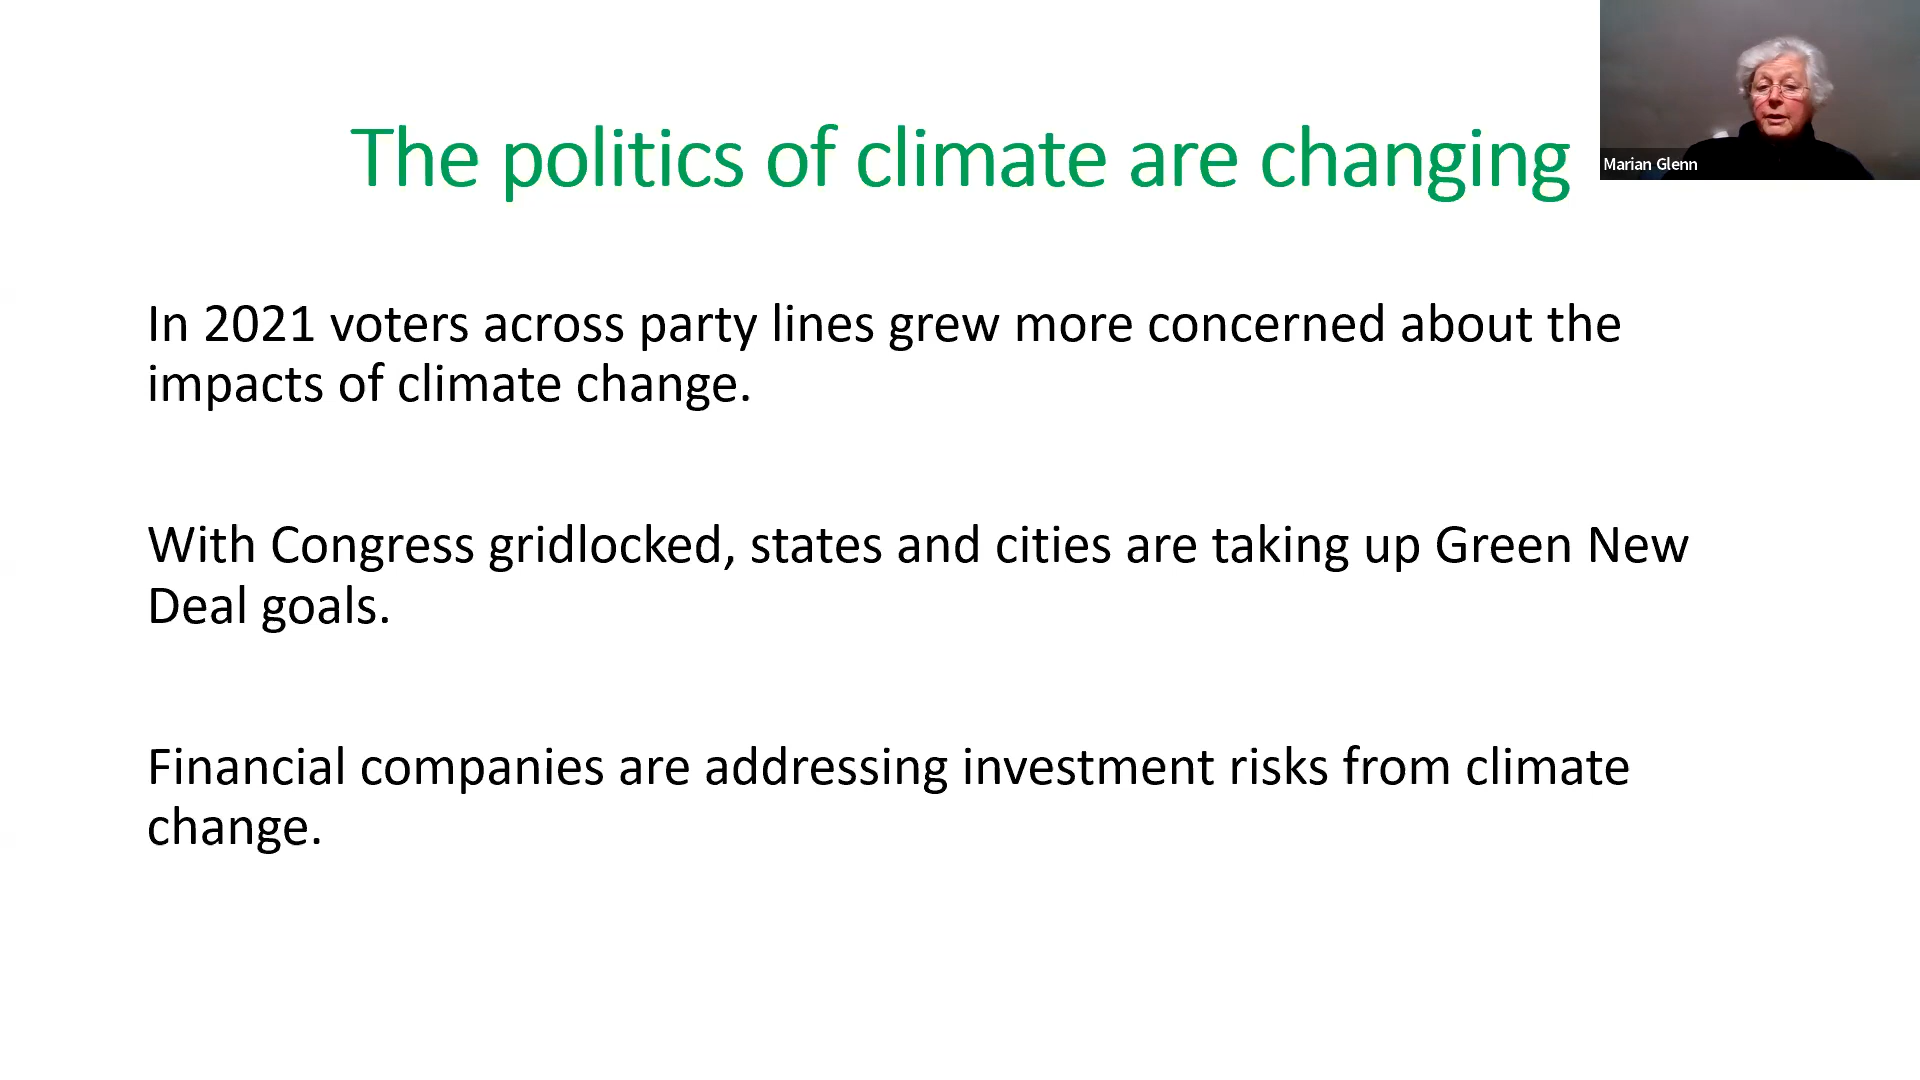 The politics of climate are changing
Marian Glenn
In 2021 voters across party lines grew more concerned about the
impacts of climate change.
With Congress gridlocked, states and cities are taking up Green New
Deal goals.
Financial companies are addressing investment risks from climate
change.